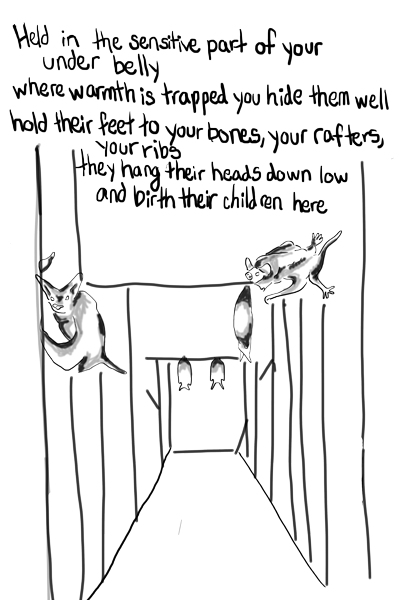 Held in the sensitive part of your
under belly
where warmth is trapped you hide them well
hold their feet to your bones, your rafters,
your ribs
they hang their heads down low
and birth their children here